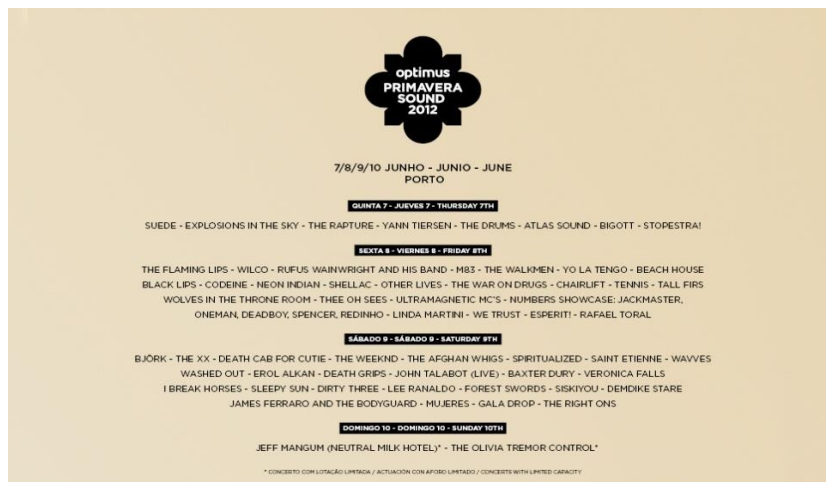 optimus
PRIMAVERA
SOUND
2012
7/8/9/10 JUNHO - JUNIO - JUNE
PORTO
QUINTA 7 - JUEVES 7 - THURSDAY 7TH
SUEDE - EXPLOSIONS IN THE SKY - THE RAPTURE - YANN TIERSEN - THE DRUMS - ATLAS SOUND - BIGOTT - STOPESTRA!
SEXTA 8 - VIERNES 8 - FRIDAY 8TH
THE FLAMING LIPS - WILCO - RUFUS WAINWRIGHT AND HIS BAND - M83 - THE WALKMEN - YO LA TENGO - BEACH HOUSE
BLACK LIPS - CODEINE - NEON INDIAN - SHELLAC - OTHER LIVES - THE WAR ON DRUGS - CHAIRLIFT - TENNIS - TALL FIRS
WOLVES IN THE THRONE ROOM - THEE OH SEES - ULTRAMAGNETIC MC'S - NUMBERS SHOWCASE: JACKMASTER,
ONEMAN, DEADBOY, SPENCER, REDINHO - LINDA MARTINI - WE TRUST - ESPERIT! - RAFAEL TORAL
SÁBADO 9 - SÁBADO 9 - SATURDAY 9TH
BJÖRK - THE XX - DEATH CAB FOR CUTIE - THE WEEKND - THE AFGHAN WHIGS - SPIRITUALIZED - SAINT ETIENNE - WAVVES
WASHED OUT - EROL ALKAN - DEATH GRIPS - JOHN TALABOT (LIVE) - BAXTER DURY - VERONICA FALLS
I BREAK HORSES - SLEEPY SUN - DIRTY THREE - LEE RANALDO - FOREST SWORDS - SISKIYOU - DEMDIKE STARE
JAMES FERRARO AND THE BODYGUARD - MUJERES - GALA DROP - THE RIGHT ONS
DOMINGO 10 - DOMINGO 10 - SUNDAY 10TH
JEFF MANGUM (NEUTRAL MILK HOTEL)* - THE OLIVIA TREMOR CONTROL*
* CONCERTO COM LOTAÇÃO LIMITADA / ACTUACIÓN CON AFORO LIMITADO / CONCERTS WITH LIMITED CAPACITY